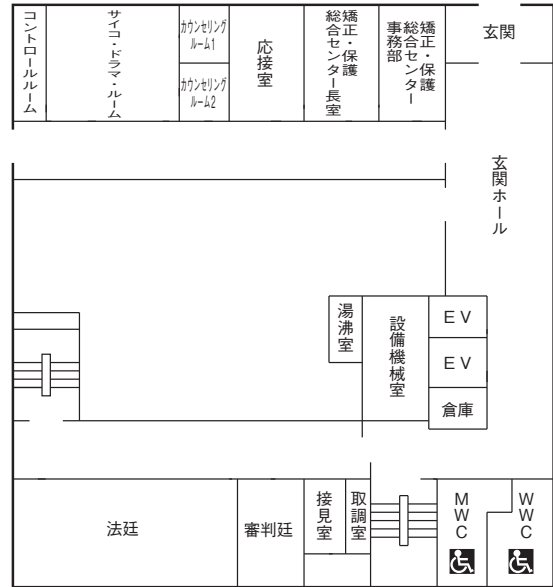 コントロールルーム
サイコ・ドラマ・ルーム
カウンセリング
ルーム1
カウンセリング
ルーム2
応接室
矯正・保護
総合センター長室
矯正・保護
総合センター
事務部
玄関
玄関ホール
湯沸室
設備機械室
EV
EV
倉庫
法廷
審判廷
接見室
取調室
MWC
WWC